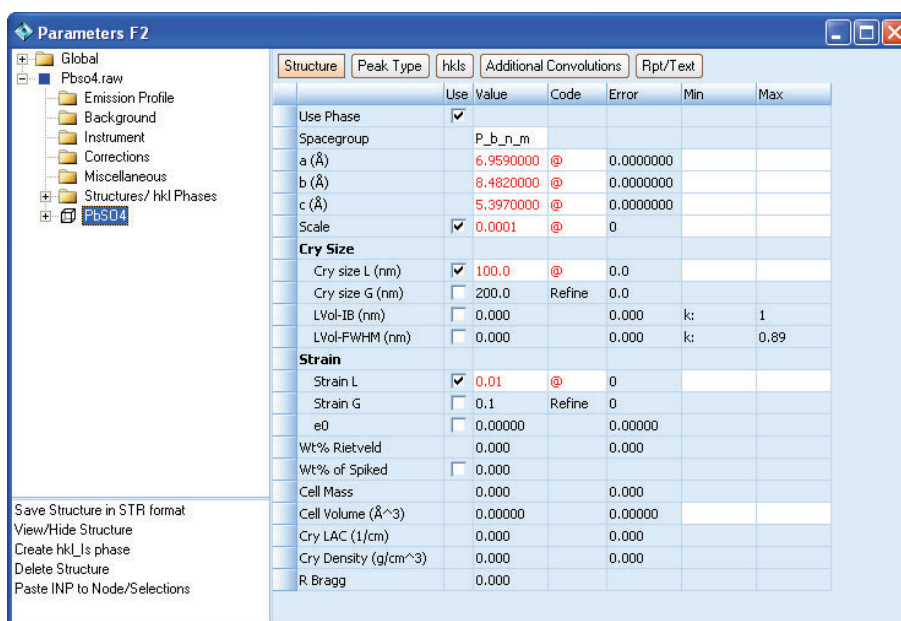 Parameters F2
Global
Pbso4.raw
Emission Profile
Background
Instrument
Corrections
Miscellaneous
Structures/ hkl Phases
PbSO4
Save Structure in STR format
View/Hide Structure
Create hkl_Is phase
Delete Structure
Paste INP to Node/Selections
Structure Peak Type hkls Additional Convolutions Rpt/Text
Use Value Code Error Min Max
Use Phase
Spacegroup P_b_n_m
a (Å) 6.9590000 @ 0.0000000
b (Å) 8.4820000 @ 0.0000000
c (Å) 5.3970000 @ 0.0000000
Scale 0.0001 @ 0
Cry Size
Cry size L (nm) 100.0 @ 0.0
Cry size G (nm) 200.0 Refine 0.0
LVol-IB (nm) 0.000 0.000 k: 1
LVol-FWHM (nm) 0.000 0.000 k: 0.89
Strain
Strain L 0.01 @ 0
Strain G 0.1 Refine 0
e0 0.00000 0.00000
Wt% Rietveld 0.000 0.000
Wt% of Spiked 0.000
Cell Mass 0.000 0.000
Cell Volume (Å^3) 0.00000 0.00000
Cry LAC (1/cm) 0.000 0.000
Cry Density (g/cm^3) 0.000 0.000
R Bragg 0.000